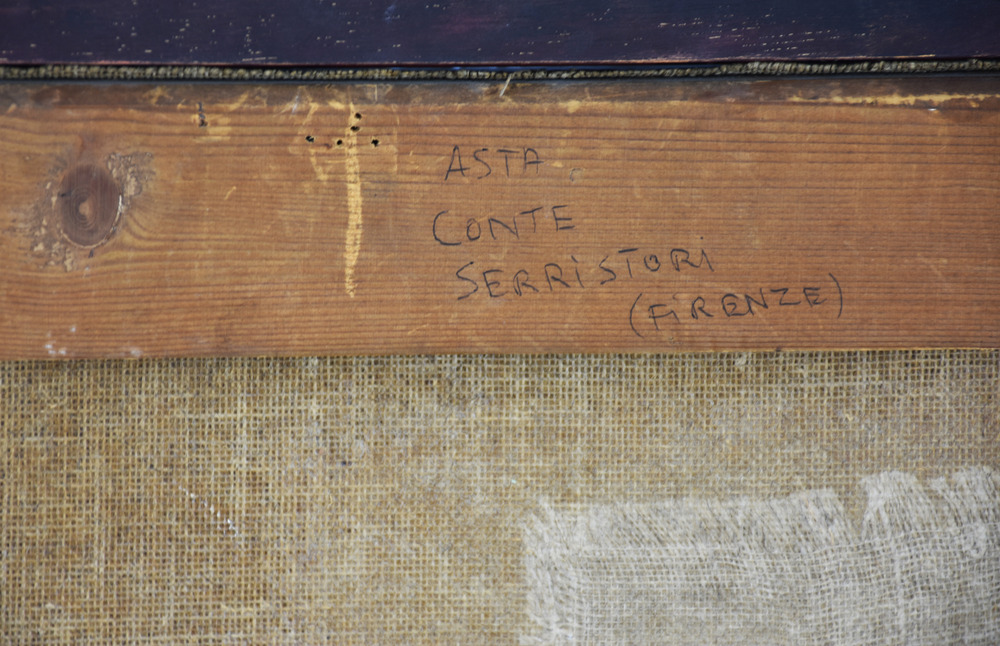 ASTA
CONTE
SERRISTORI
(FIRENZE)